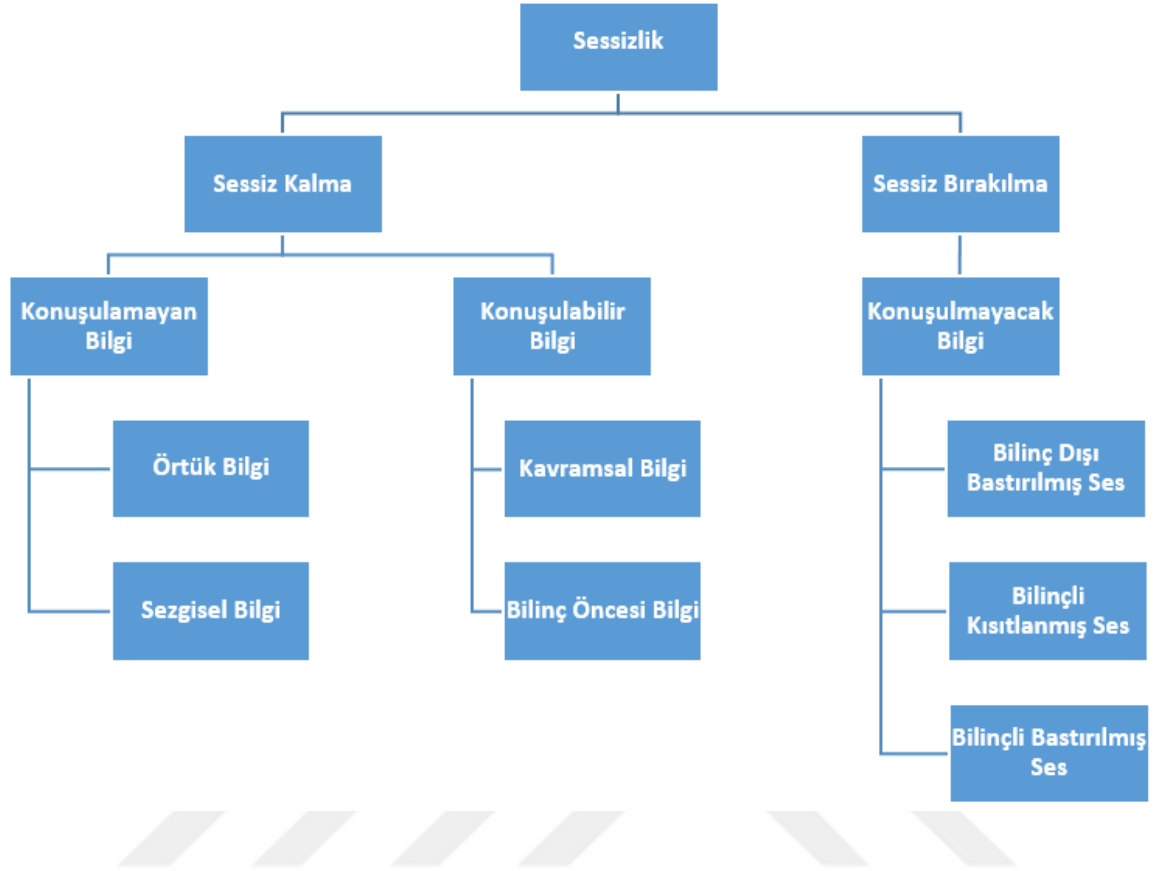 Sessizlik
Sessiz Kalma
Sessiz Bırakılma
Konuşulamayan
Bilgi
Konuşulabilir
Bilgi
Konuşulmayacak
Bilgi
Örtük Bilgi
Kavramsal Bilgi
Bilinç Dışı
Bastırılmış Ses
Sezgisel Bilgi
Bilinç Öncesi Bilgi
Bilinçli
Kısıtlanmış Ses
Bilinçli Bastırılmış
Ses